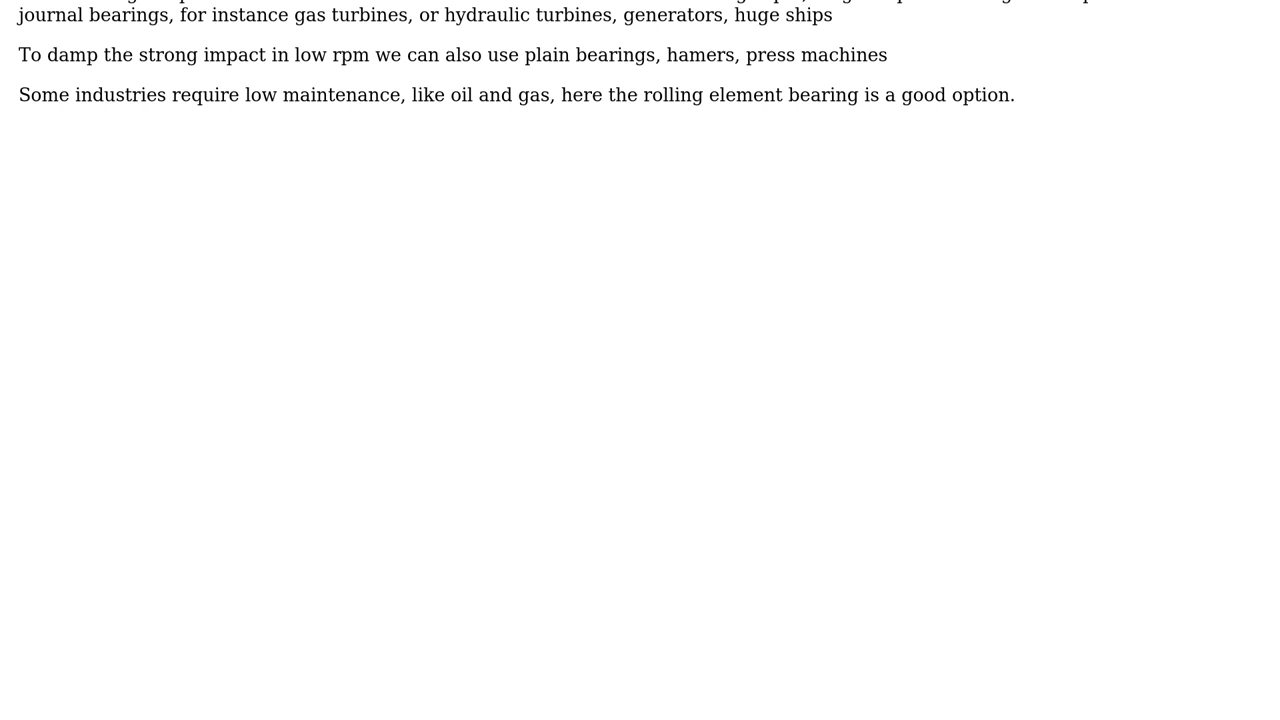 journal bearings, for instance gas turbines, or hydraulic turbines, generators, huge ships
To damp the strong impact in low rpm we can also use plain bearings, hamers, press machines
Some industries require low maintenance, like oil and gas, here the rolling element bearing is a good option.